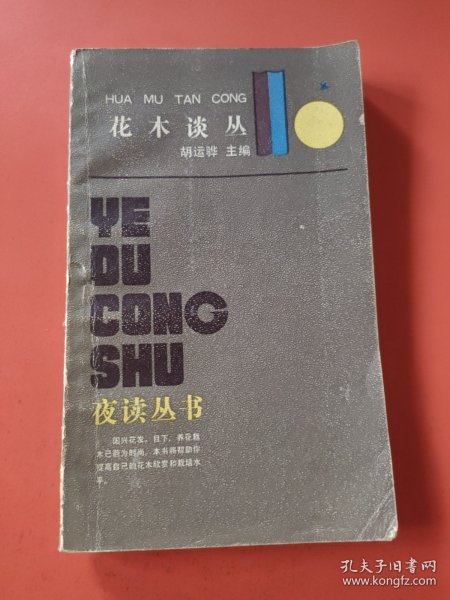 HUA MU TAN CONG
花木谈丛
胡运骅 主编
YE
DU
CONG
SHU
夜读丛书
国兴花发。目下，养花栽
木已蔚为时尚，本书将帮助你
提高自己的花木欣赏和栽培水
平。
孔夫子旧书网
www.kongfz.com